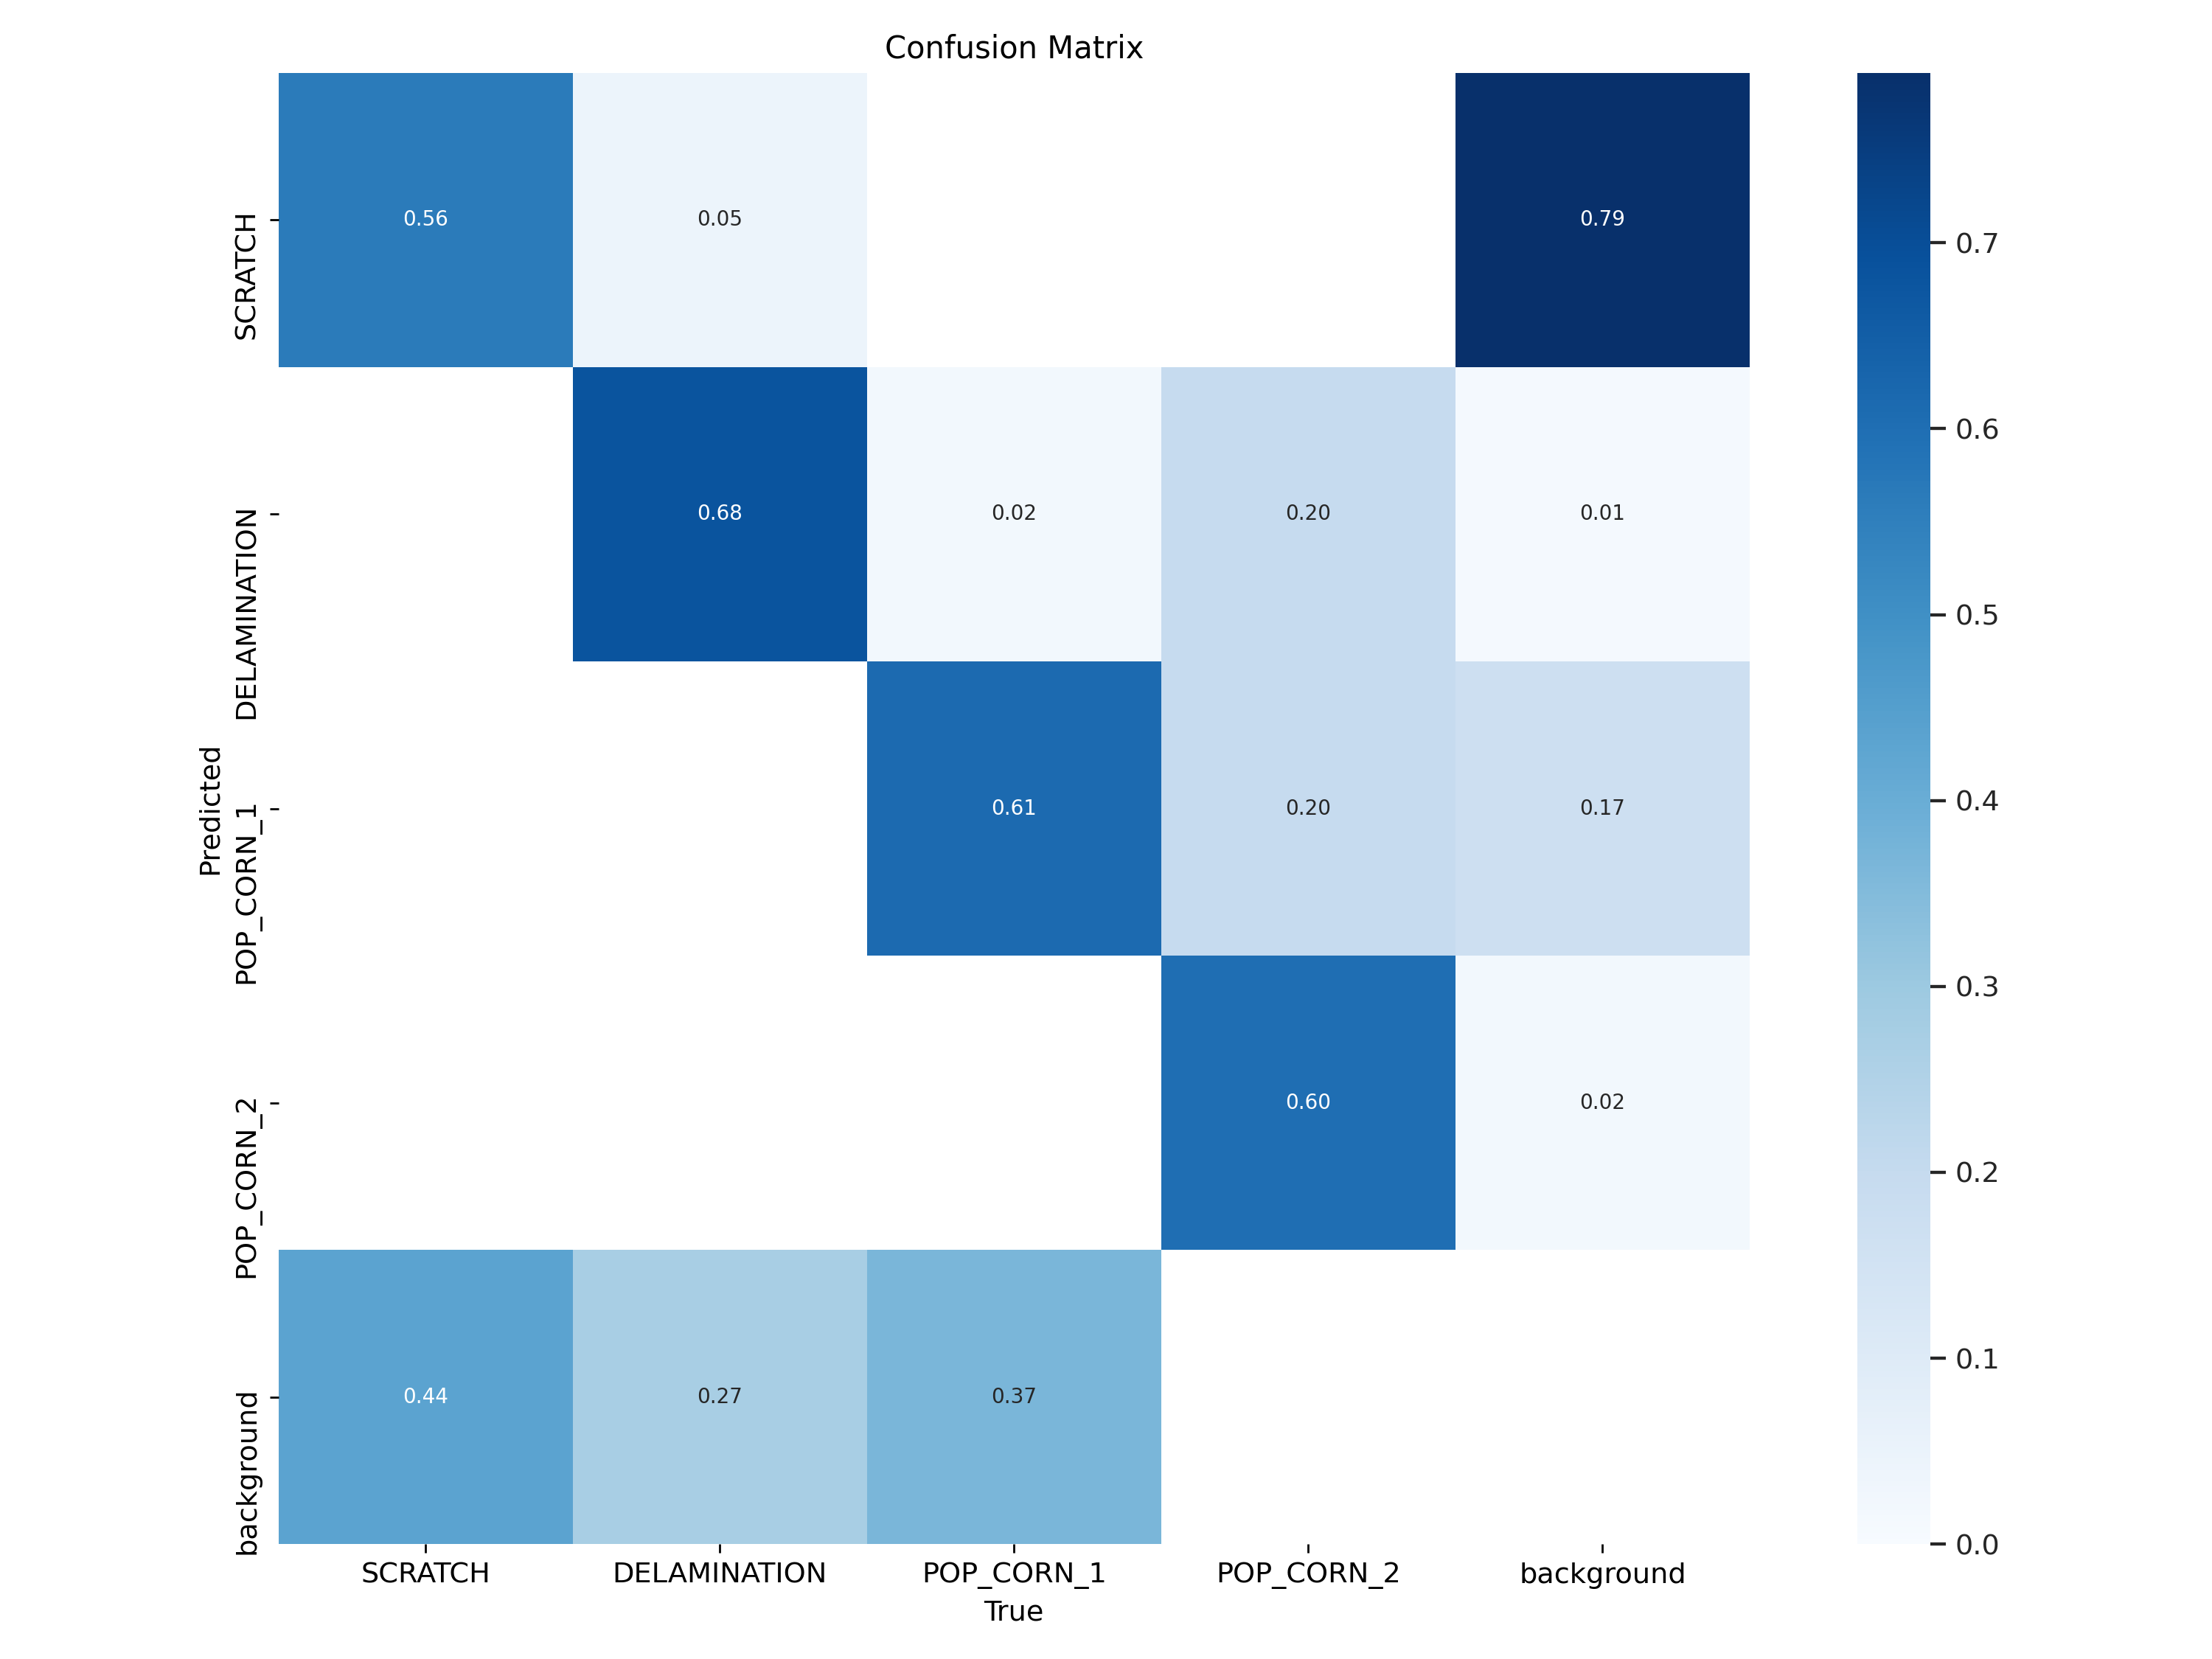 Confusion Matrix
SCRATCH
0.56
0.05
0.79
DELAMINATION
0.68
0.02
0.20
0.01
Predicted
POP_CORN_1
0.61
0.20
0.17
POP_CORN_2
0.60
0.02
background
0.44
0.27
0.37
SCRATCH
DELAMINATION
POP_CORN_1
POP_CORN_2
background
True
0.7
0.6
0.5
0.4
0.3
0.2
0.1
0.0